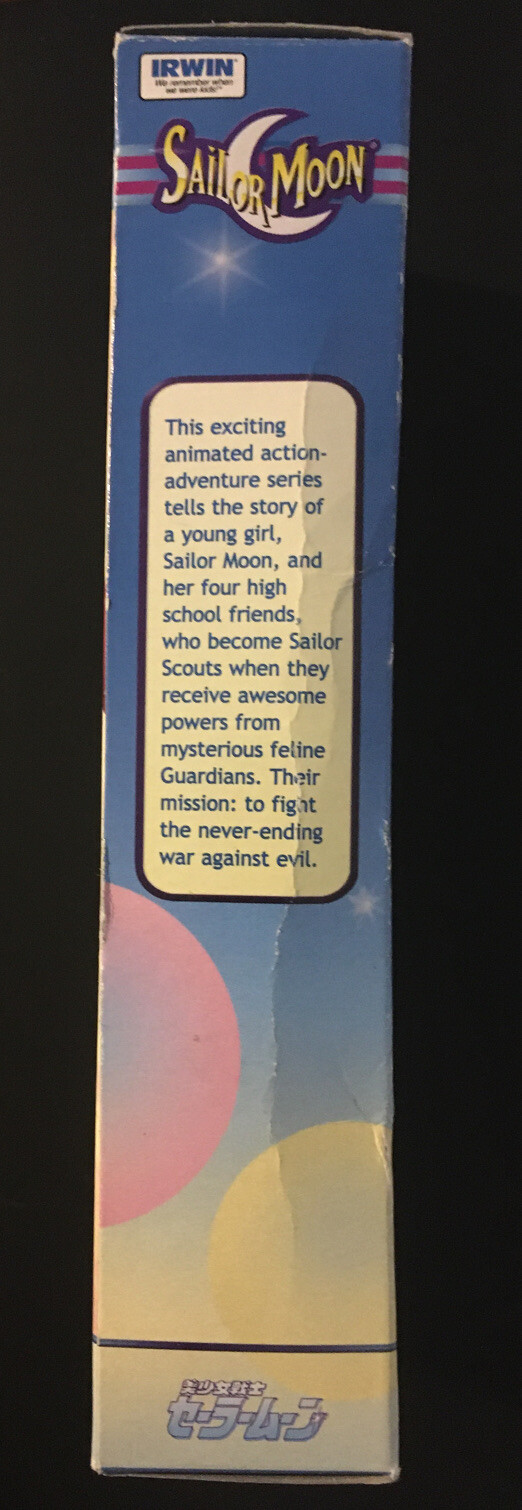 IRWIN®
We remember when
we were kids!™
SAILOR MOON®
This exciting
animated action-
adventure series
tells the story of
a young girl,
Sailor Moon, and
her four high
school friends,
who become Sailor
Scouts when they
receive awesome
powers from
mysterious feline
Guardians. Their
mission: to fight
the never-ending
war against evil.
美少女戦士
セーラームーン